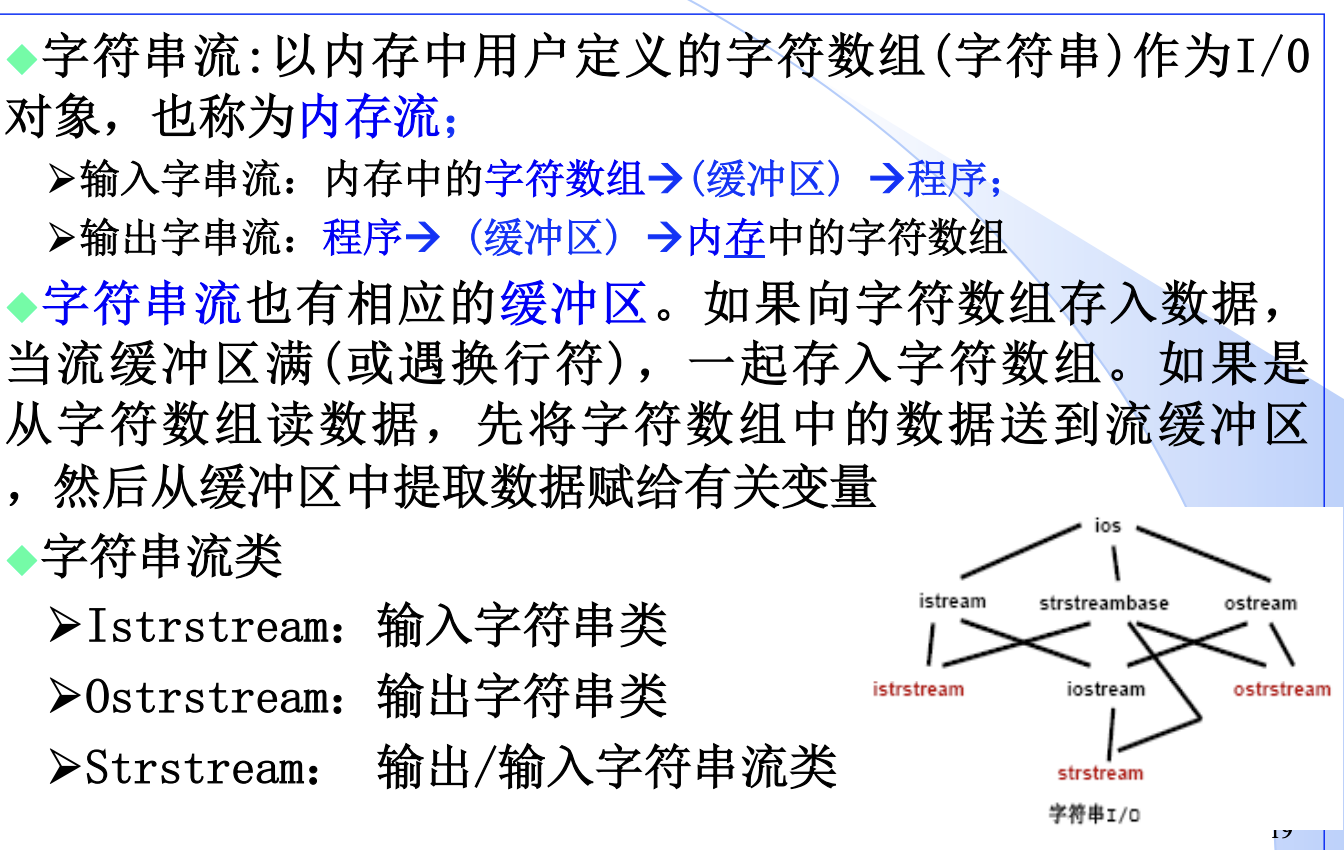 ◆字符串流:以内存中用户定义的字符数组(字符串)作为I/O
对象，也称为内存流；
➢输入字串流：内存中的字符数组→(缓冲区）→程序；
➢输出字串流：程序→（缓冲区）→内存中的字符数组
◆字符串流也有相应的缓冲区。如果向字符数组存入数据，
当流缓冲区满(或遇换行符)，一起存入字符数组。如果是
从字符数组读数据，先将字符数组中的数据送到流缓冲区
，然后从缓冲区中提取数据赋给有关变量
◆字符串流类
➢Istrstream：输入字符串类
➢Ostrstream：输出字符串类
➢Strstream： 输出/输入字符串流类
ios
istream strstreambase ostream
istrstream iostream ostrstream
strstream
字符串I/O
19